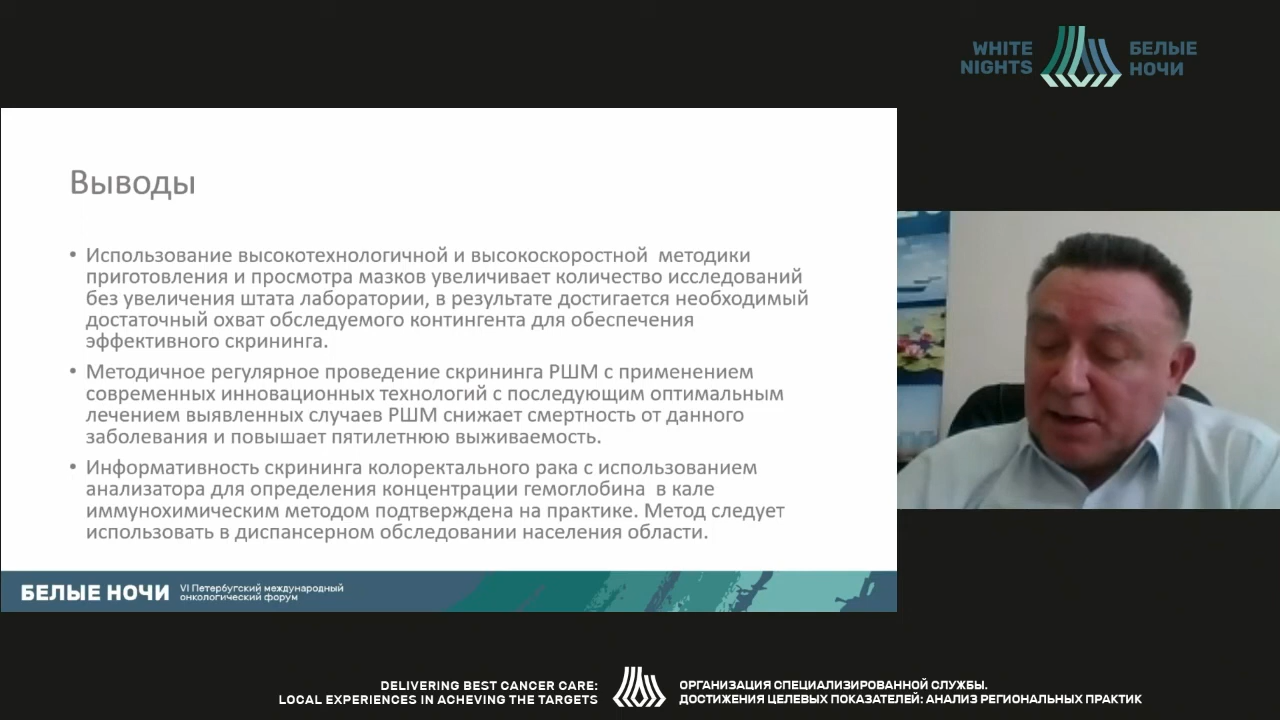 WHITE
NIGHTS
БЕЛЫЕ
НОЧИ
Выводы
• Использование высокотехнологичной и высокоскоростной методики
приготовления и просмотра мазков увеличивает количество исследований
без увеличения штата лаборатории, в результате достигается необходимый
достаточный охват обследуемого контингента для обеспечения
эффективного скрининга.
• Методичное регулярное проведение скрининга РШМ с применением
современных инновационных технологий с последующим оптимальным
лечением выявленных случаев РШМ снижает смертность от данного
заболевания и повышает пятилетнюю выживаемость.
• Информативность скрининга колоректального рака с использованием
анализатора для определения концентрации гемоглобина в кале
иммунохимическим методом подтверждена на практике. Метод следует
использовать в диспансерном обследовании населения области.
БЕЛЫЕ НОЧИ
VI Петербугский международный
онкологический форум
DELIVERING BEST CANCER CARE:
LOCAL EXPERIENCES IN ACHEVING THE TARGETS
ОРГАНИЗАЦИЯ СПЕЦИАЛИЗИРОВАННОЙ СЛУЖБЫ.
ДОСТИЖЕНИЯ ЦЕЛЕВЫХ ПОКАЗАТЕЛЕЙ: АНАЛИЗ РЕГИОНАЛЬНЫХ ПРАКТИК